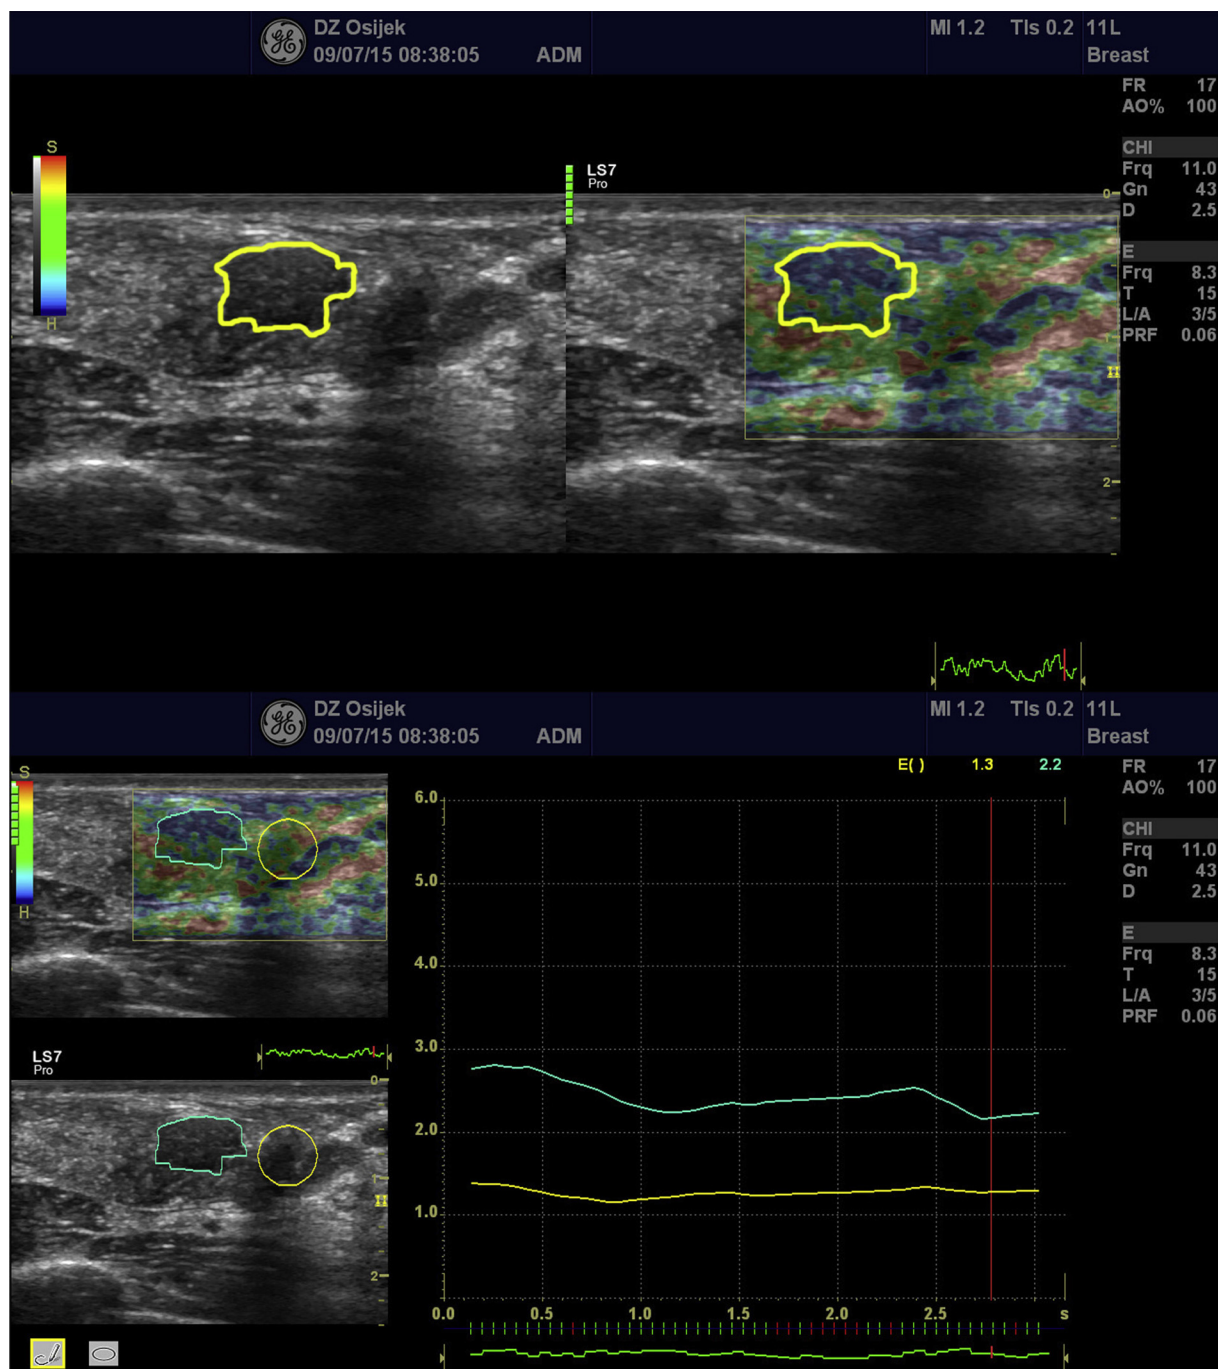 DZ Osijek
09/07/15 08:38:05 ADM
MI 1.2 TIs 0.2
11L
Breast
FR 17
AO% 100
CHI
Frq 11.0
Gn 43
D 2.5
E
Frq 8.3
T 15
L/A 3/5
PRF 0.06
S
H
LS7
Pro
0
1
2
DZ Osijek
09/07/15 08:38:05 ADM
MI 1.2 TIs 0.2
11L
Breast
E( ) 1.3 2.2
FR 17
AO% 100
CHI
Frq 11.0
Gn 43
D 2.5
E
Frq 8.3
T 15
L/A 3/5
PRF 0.06
S
H
LS7
Pro
0
1
2
6.0
5.0
4.0
3.0
2.0
1.0
0.0 0.5 1.0 1.5 2.0 2.5 s